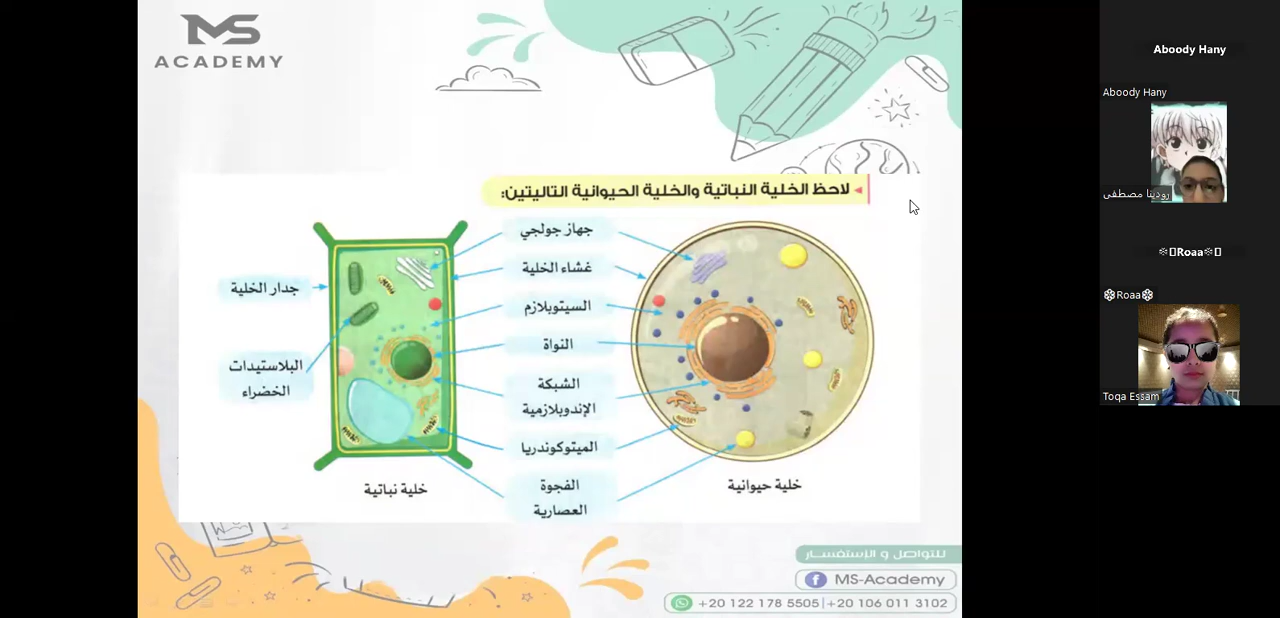 MS
ACADEMY
لاحظ الخلية النباتية والخلية الحيوانية التاليتين:
جهاز جولجي
غشاء الخلية
السيتوبلازم
النواة
الشبكة
الإندوبلازمية
الميتوكوندريا
الفجوة
العصارية
جدار الخلية
البلاستيدات
الخضراء
خلية نباتية
خلية حيوانية
للتواصل و الإستفسار
MS-Academy
+20 122 178 5505 | +20 106 011 3102
Aboody Hany
Aboody Hany
رودينا مصطفى
Roaa
Roaa
Toqa Essam